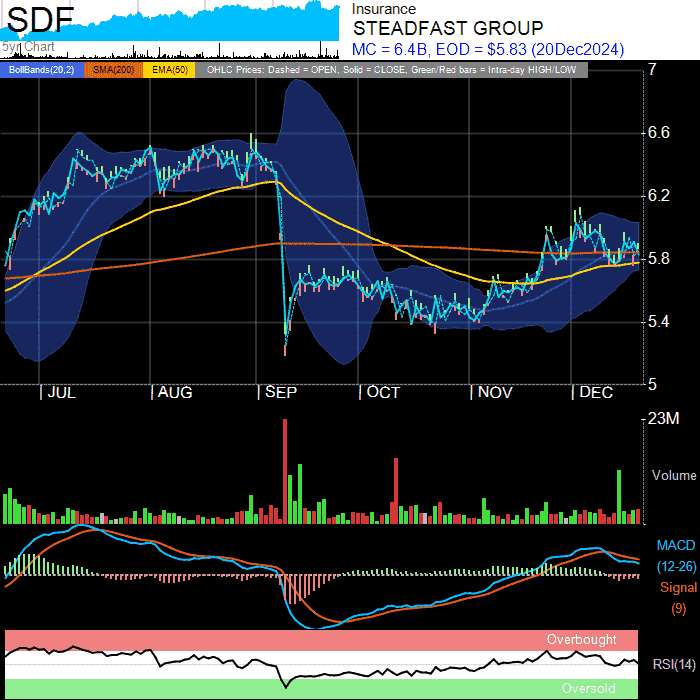 SDF
5yr Chart
Insurance
STEADFAST GROUP
MC = 6.4B, EOD = $5.83 (20Dec2024)
BollBands(20,2) SMA(200) EMA(50) OHLC Prices: Dashed = OPEN, Solid = CLOSE, Green/Red bars = Intra-day HIGH/LOW
7
6.6
6.2
5.8
5.4
5
JUL AUG SEP OCT NOV DEC
23M
Volume
MACD
(12-26)
Signal
(9)
Overbought
RSI(14)
Oversold